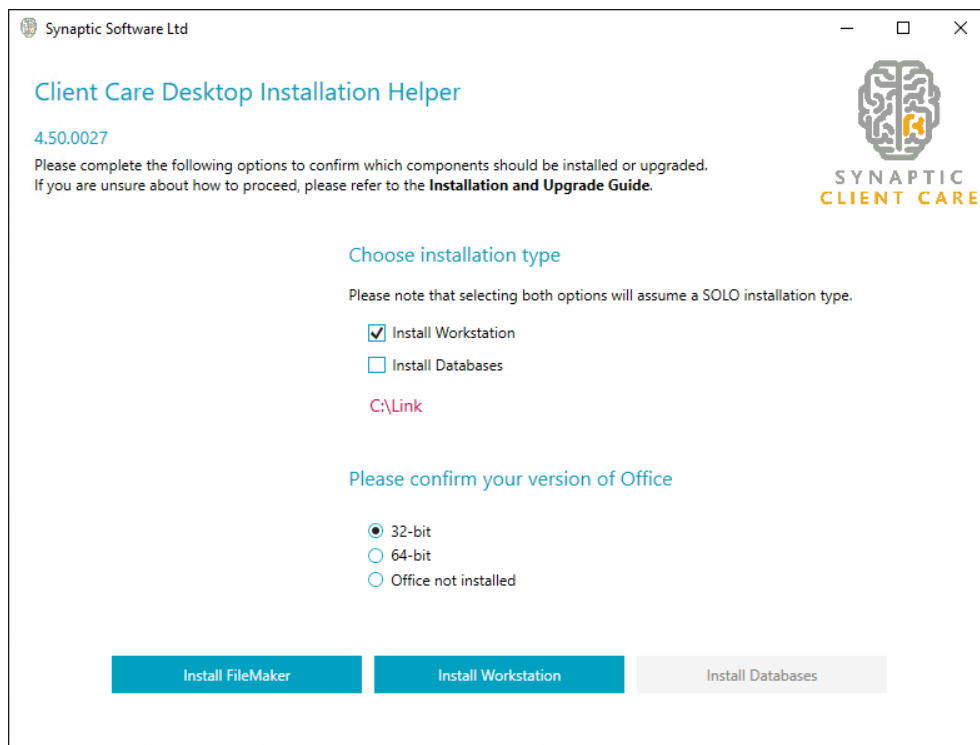 Synaptic Software Ltd
Client Care Desktop Installation Helper
4.50.0027
Please complete the following options to confirm which components should be installed or upgraded.
If you are unsure about how to proceed, please refer to the Installation and Upgrade Guide.
SYNAPTIC
CLIENT CARE
Choose installation type
Please note that selecting both options will assume a SOLO installation type.
Install Workstation
Install Databases
C:\Link
Please confirm your version of Office
32-bit
64-bit
Office not installed
Install FileMaker
Install Workstation
Install Databases